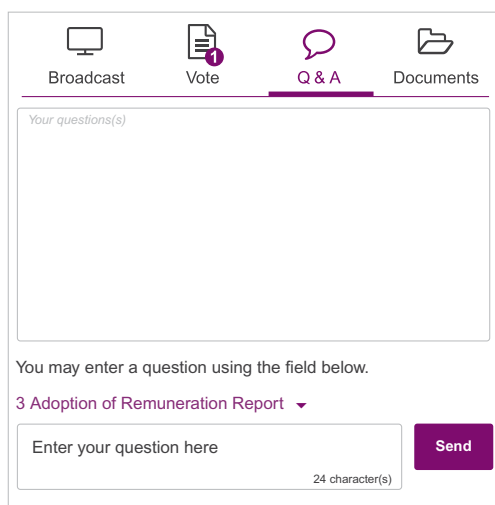 1
Broadcast Vote Q & A Documents
Your questions(s)
You may enter a question using the field below.
3 Adoption of Remuneration Report
Enter your question here
Send
24 character(s)